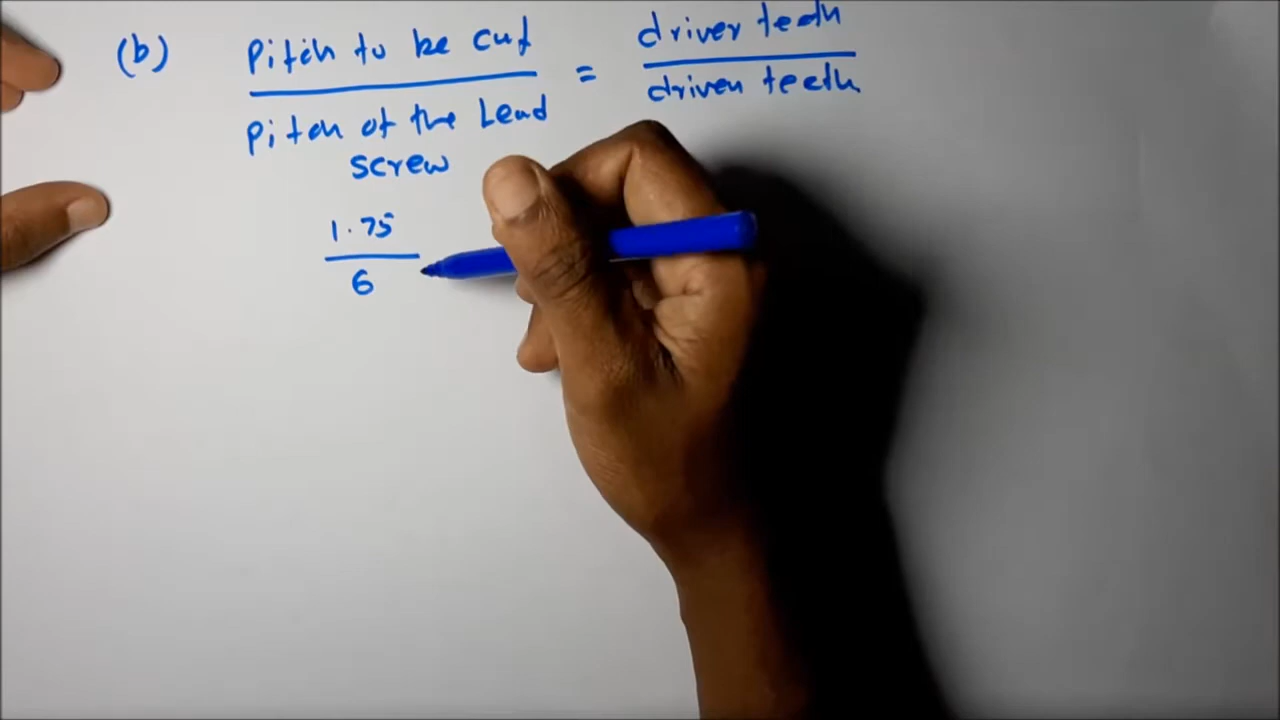 (b) Pitch to be cut = driver teeth
Pitch of the Lead driven teeth
screw
1.75
6